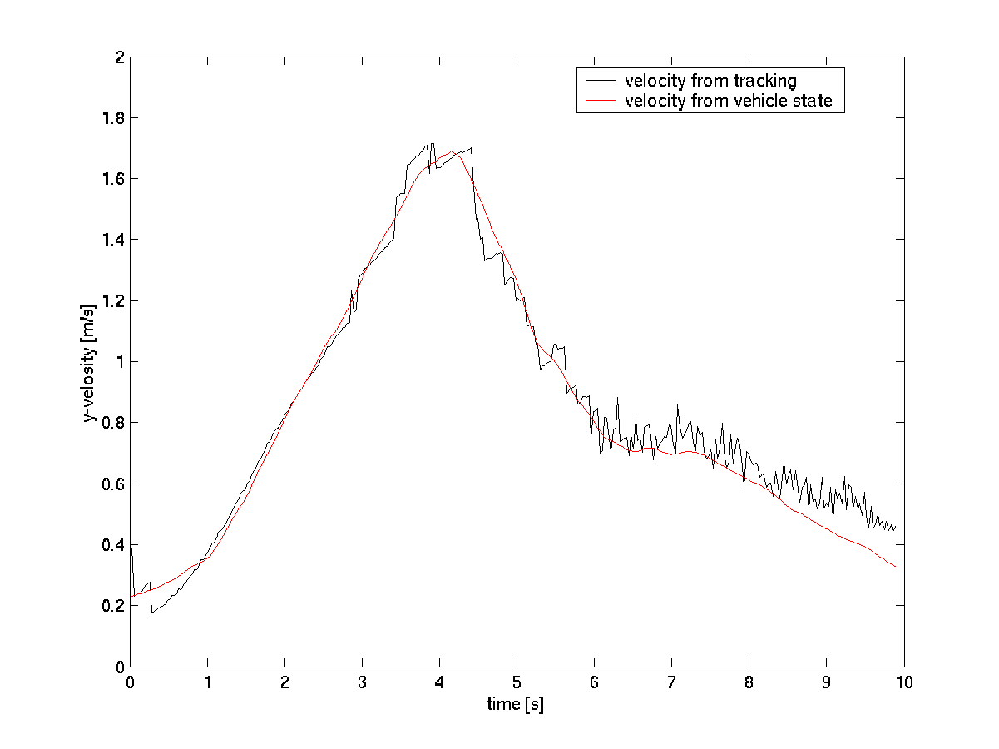 2
velocity from tracking
velocity from vehicle state
1.8
1.6
1.4
1.2
1
0.8
0.6
0.4
0.2
0
y-velosity [m/s]
0 1 2 3 4 5 6 7 8 9 10
time [s]